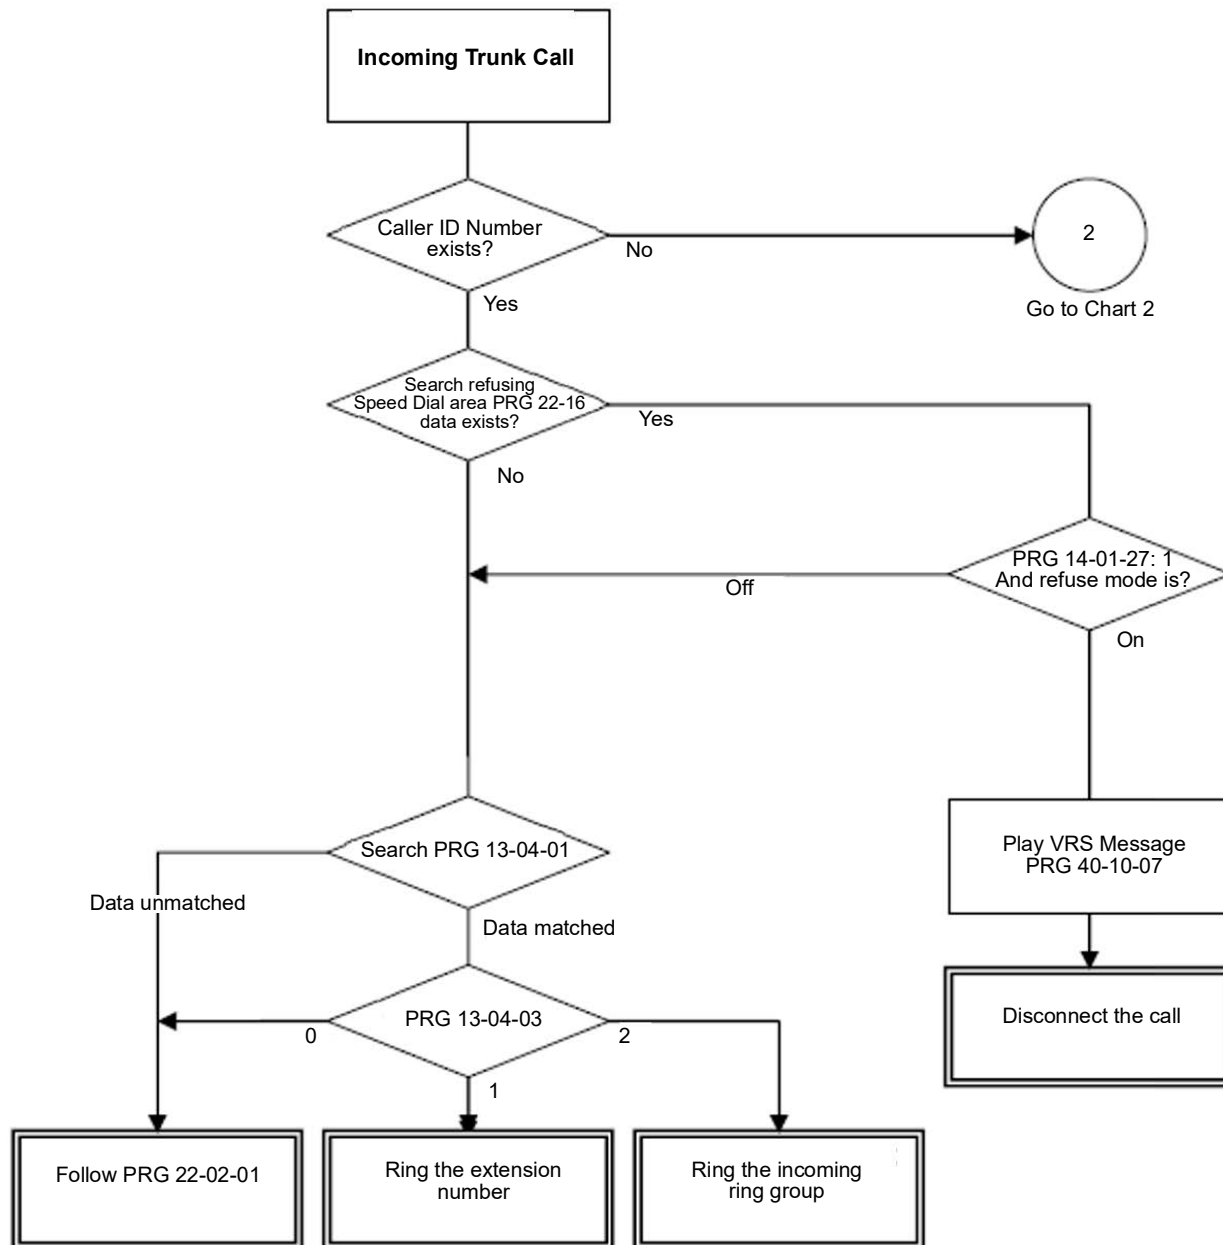 Incoming Trunk Call
Caller ID Number
exists?
No
2
Go to Chart 2
Yes
Search refusing
Speed Dial area PRG 22-16
data exists?
Yes
No
PRG 14-01-27: 1
And refuse mode is?
Off
On
Play VRS Message
PRG 40-10-07
Search PRG 13-04-01
Data unmatched
Data matched
PRG 13-04-03
0
2
1
Disconnect the call
Follow PRG 22-02-01
Ring the extension
number
Ring the incoming
ring group